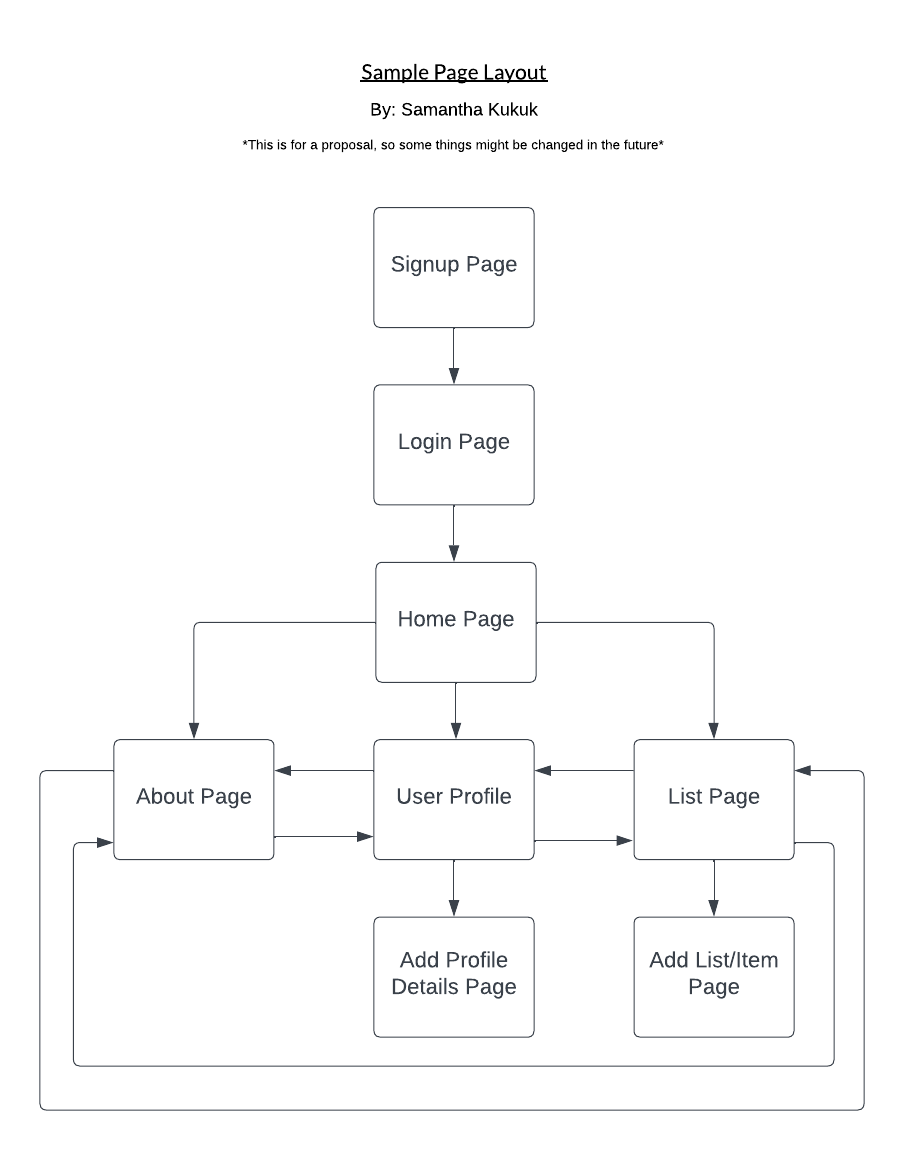 Sample Page Layout
By: Samantha Kukuk
*This is for a proposal, so some things might be changed in the future*
Signup Page
Login Page
Home Page
About Page
User Profile
List Page
Add Profile
Details Page
Add List/Item
Page